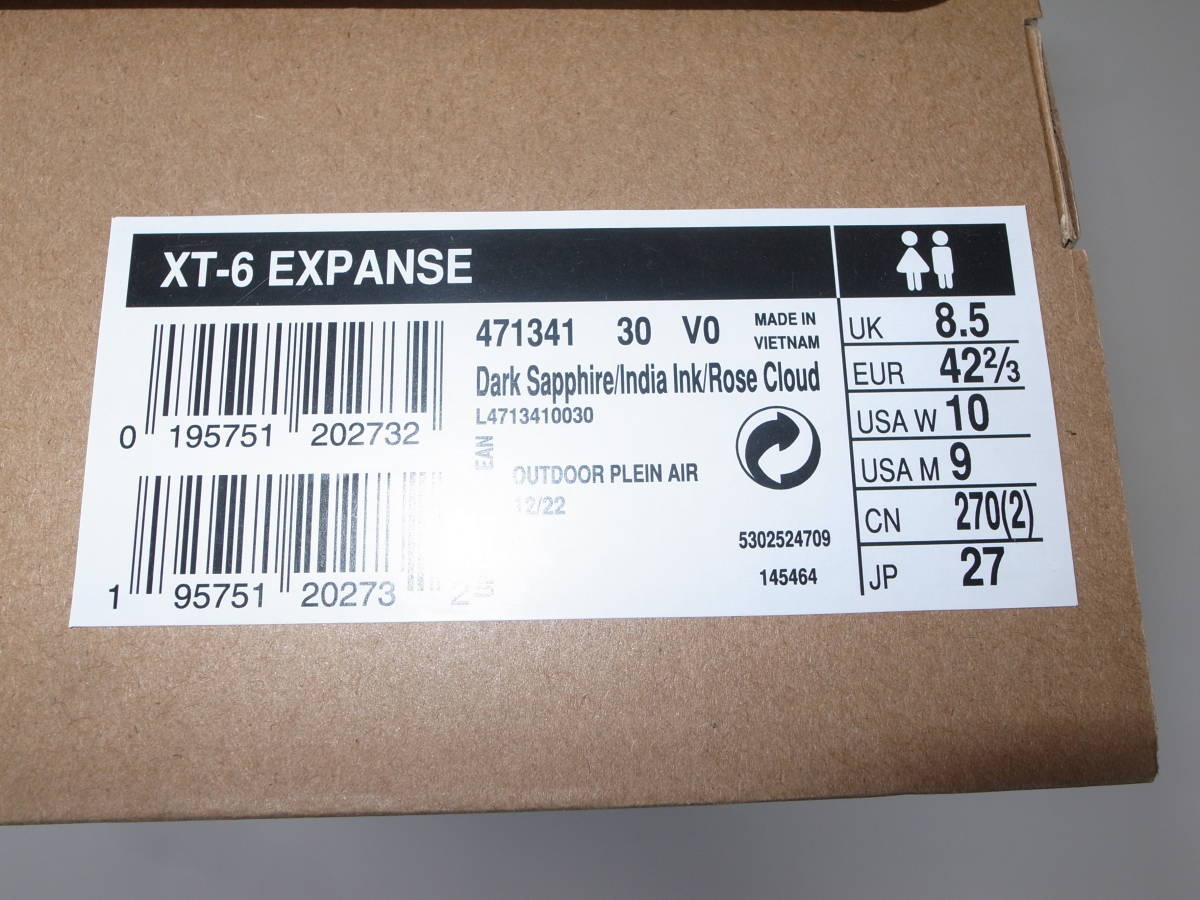 XT-6 EXPANSE
0 195751 202732
1 95751 20273 2
471341 30 V0
MADE IN
VIETNAM
Dark Sapphire/India Ink/Rose Cloud
L4713410030
EAN
OUTDOOR PLEIN AIR
12/22
5302524709
145464
UK 8.5
EUR 42⅔
USA W 10
USA M 9
CN 270(2)
JP 27